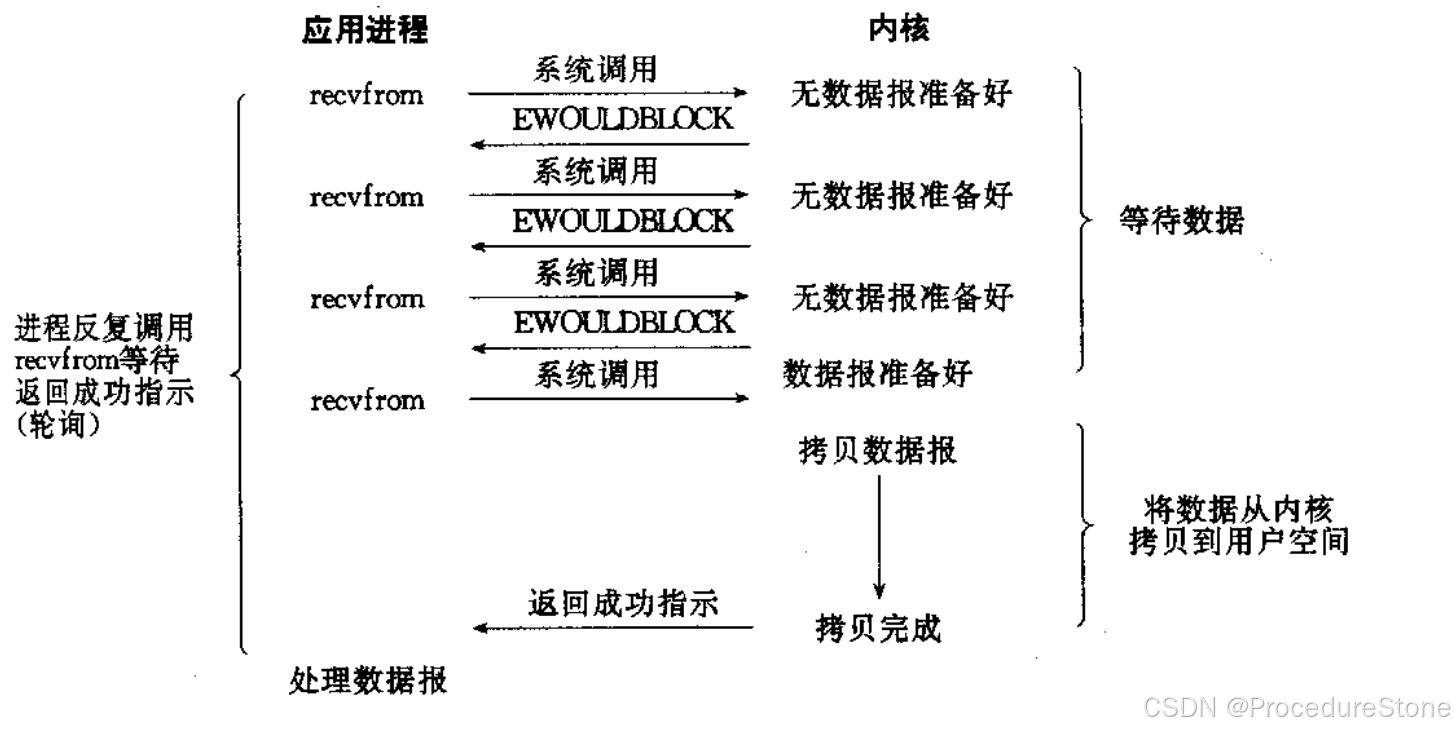 应用进程
内核
recvfrom
系统调用
无数据报准备好
EWOULDBLOCK
recvfrom
系统调用
无数据报准备好
EWOULDBLOCK
recvfrom
系统调用
无数据报准备好
EWOULDBLOCK
recvfrom
系统调用
数据报准备好
等待数据
进程反复调用
recvfrom等待
返回成功指示
(轮询)
拷贝数据报
将数据从内核
拷贝到用户空间
返回成功指示
拷贝完成
处理数据报
CSDN @ProcedureStone